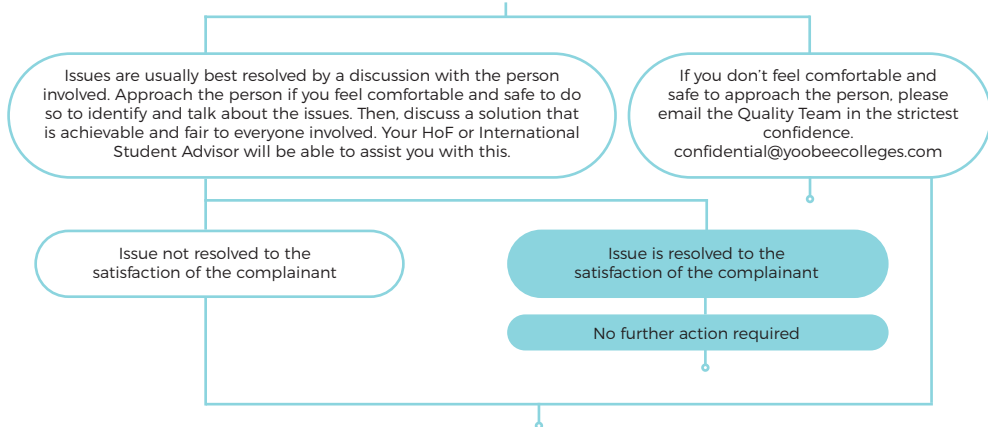 Issues are usually best resolved by a discussion with the person
involved. Approach the person if you feel comfortable and safe to do
so to identify and talk about the issues. Then, discuss a solution that
is achievable and fair to everyone involved. Your HoF or International
Student Advisor will be able to assist you with this.
If you don’t feel comfortable and
safe to approach the person, please
email the Quality Team in the strictest
confidence.
confidential@yoobeecolleges.com
Issue not resolved to the
satisfaction of the complainant
Issue is resolved to the
satisfaction of the complainant
No further action required